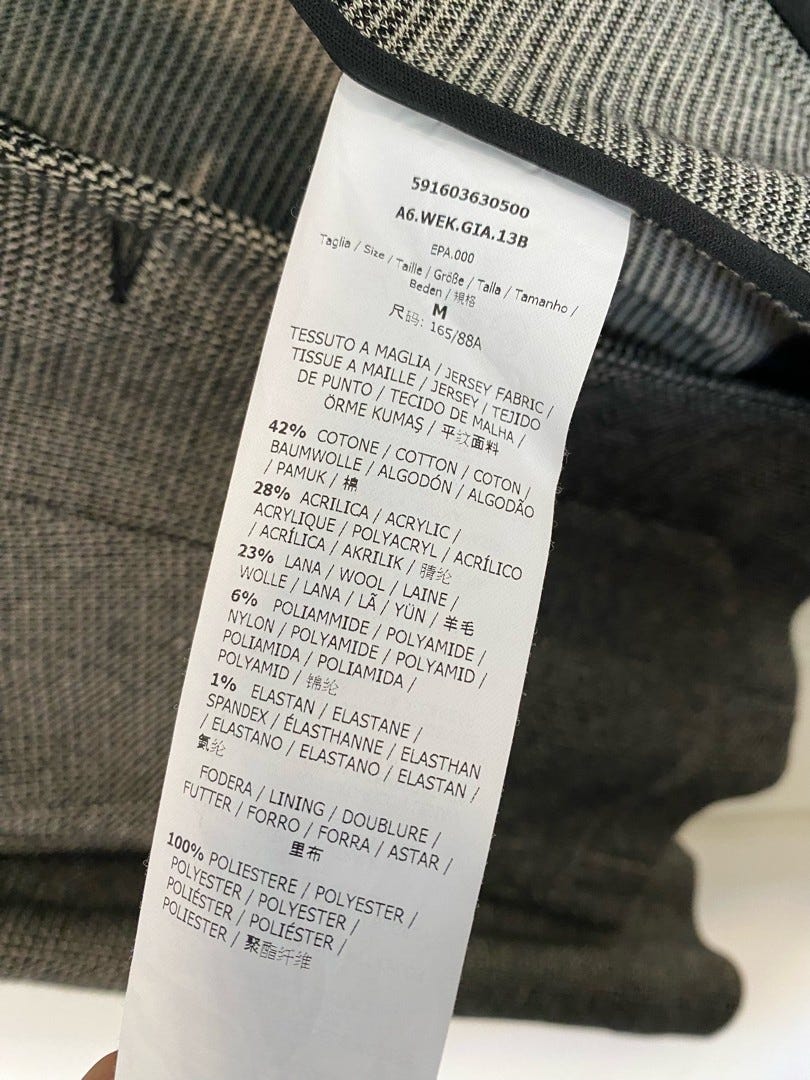 591603630500
A6.WEK.GIA.13B
EPA.000
Taglia / Size / Taille / Größe / Talla / Tamanho /
Beden / 規格
M
尺码: 165/88A
TESSUTO A MAGLIA / JERSEY FABRIC /
TISSUE A MAILLE / JERSEY / TEJIDO
DE PUNTO / TECIDO DE MALHA /
ÖRME KUMAŞ / 平纹面料
42% COTONE / COTTON / COTON /
BAUMWOLLE / ALGODÓN / ALGODÃO
/ PAMUK / 棉
28% ACRILICA / ACRYLIC /
ACRYLIQUE / POLYACRYL / ACRÍLICO
/ ACRÍLICA / AKRILIK / 腈纶
23% LANA / WOOL / LAINE /
WOLLE / LANA / LÃ / YÜN / 羊毛
6% POLIAMMIDE / POLYAMIDE /
NYLON / POLYAMIDE / POLYAMID /
POLIAMIDA / POLIAMIDA /
POLYAMID / 锦纶
1% ELASTAN / ELASTANE /
SPANDEX / ÉLASTHANNE / ELASTHAN
/ ELASTANO / ELASTANO / ELASTAN /
氨纶
FODERA / LINING / DOUBLURE /
FUTTER / FORRO / FORRA / ASTAR /
里布
100% POLIESTERE / POLYESTER /
POLYESTER / POLYESTER /
POLIÉSTER / POLIÉSTER /
POLIESTER / 聚酯纤维